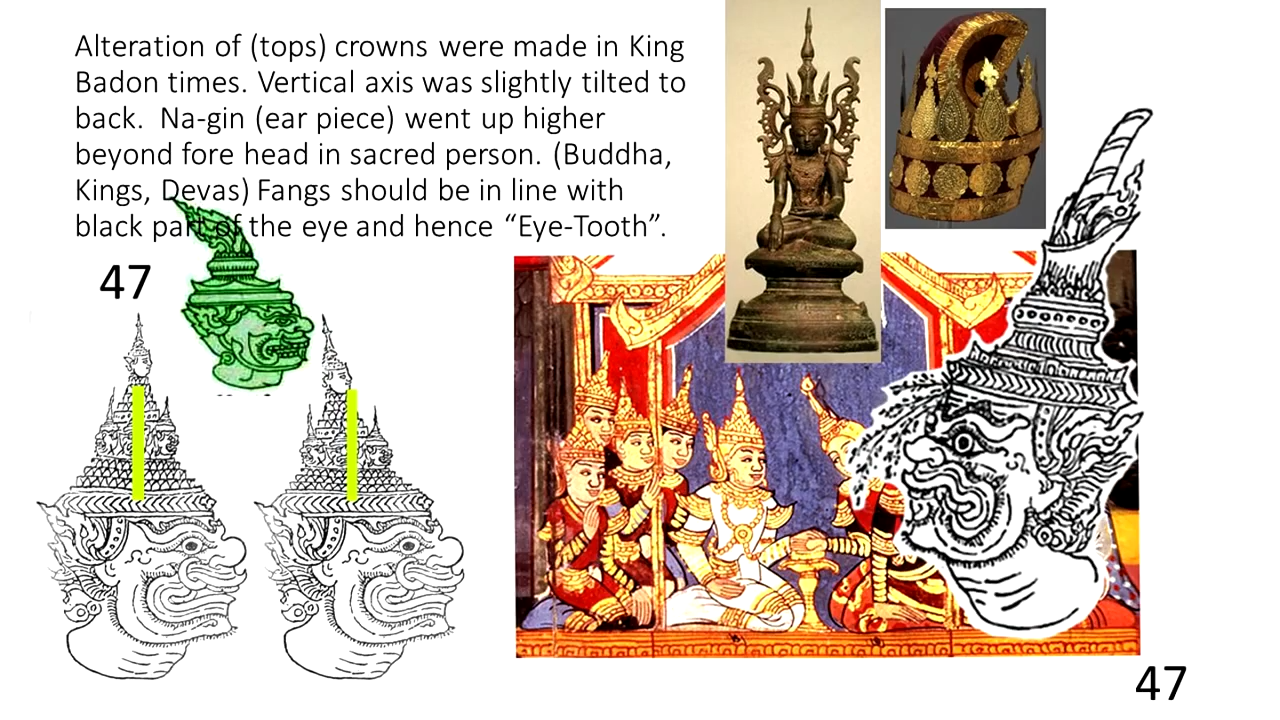 Alteration of (tops) crowns were made in King
Badon times. Vertical axis was slightly tilted to
back.  Na-gin (ear piece) went up higher
beyond fore head in sacred person. (Buddha,
Kings, Devas) Fangs should be in line with
black part of the eye and hence “Eye-Tooth”.
47
47